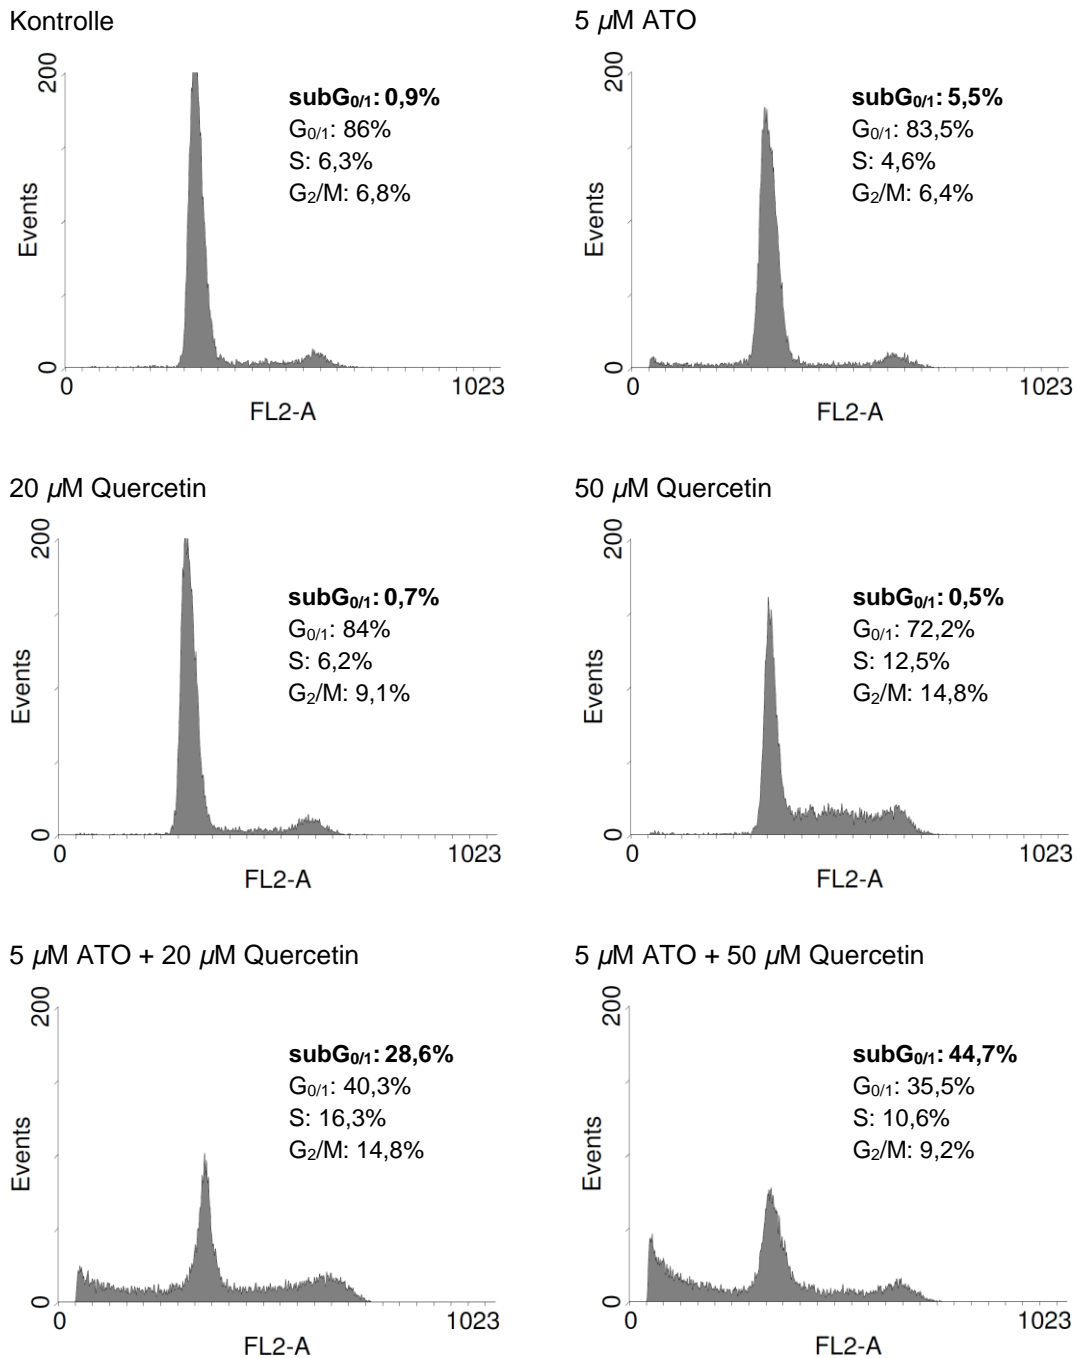 Kontrolle
200
subG0/1: 0,9%
G0/1: 86%
S: 6,3%
G2/M: 6,8%
Events
0
0
1023
FL2-A
5 µM ATO
200
subG0/1: 5,5%
G0/1: 83,5%
S: 4,6%
G2/M: 6,4%
Events
0
0
1023
FL2-A
20 µM Quercetin
200
subG0/1: 0,7%
G0/1: 84%
S: 6,2%
G2/M: 9,1%
Events
0
0
1023
FL2-A
50 µM Quercetin
200
subG0/1: 0,5%
G0/1: 72,2%
S: 12,5%
G2/M: 14,8%
Events
0
0
1023
FL2-A
5 µM ATO + 20 µM Quercetin
200
subG0/1: 28,6%
G0/1: 40,3%
S: 16,3%
G2/M: 14,8%
Events
0
0
1023
FL2-A
5 µM ATO + 50 µM Quercetin
200
subG0/1: 44,7%
G0/1: 35,5%
S: 10,6%
G2/M: 9,2%
Events
0
0
1023
FL2-A